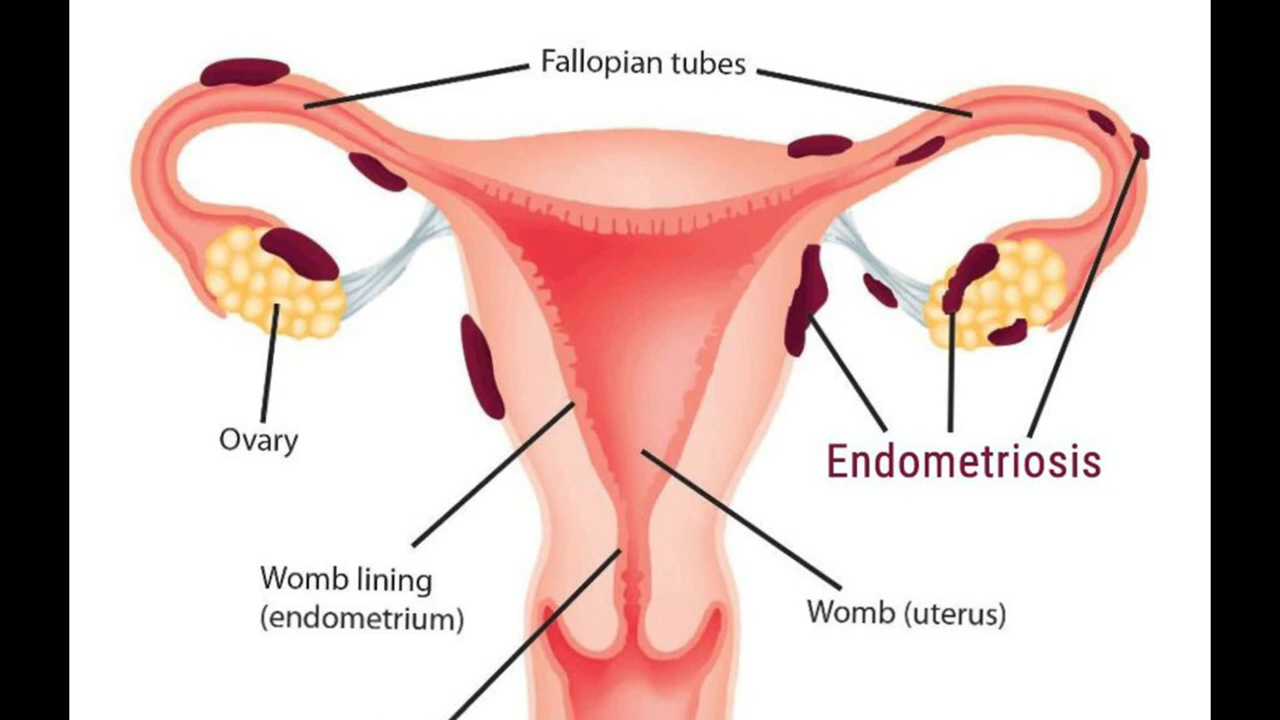 Fallopian tubes
Ovary
Endometriosis
Womb lining
(endometrium)
Womb (uterus)